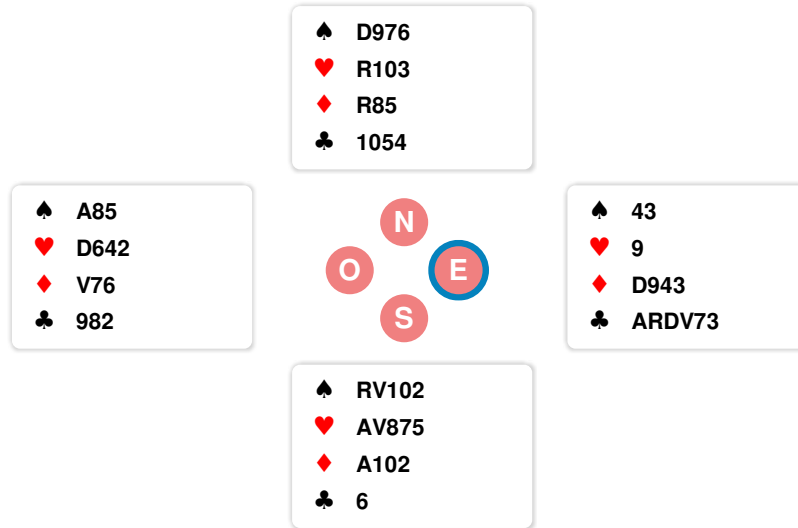 ♠ D976
♥ R103
♦ R85
♣ 1054
♠ A85
♥ D642
♦ V76
♣ 982
N
O E
S
♠ 43
♥ 9
♦ D943
♣ ARDV73
♠ RV102
♥ AV875
♦ A102
♣ 6